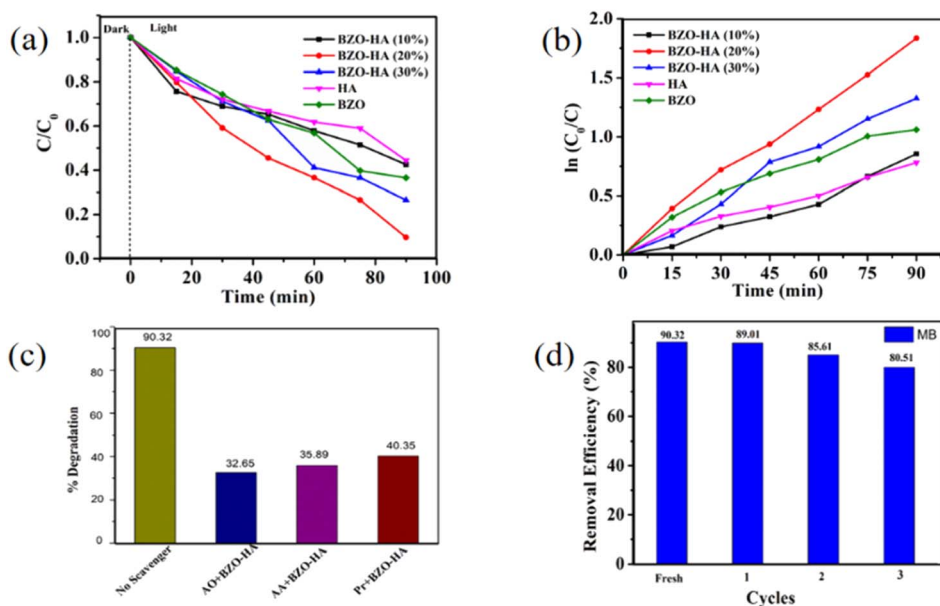 (a)
Dark Light
BZO-HA (10%)
BZO-HA (20%)
BZO-HA (30%)
HA
BZO
C/C0
1.0
0.8
0.6
0.4
0.2
0.0
-20 0 20 40 60 80 100
Time (min)
(b)
BZO-HA (10%)
BZO-HA (20%)
BZO-HA (30%)
HA
BZO
ln (C0/C)
2.0
1.5
1.0
0.5
0.0
0 15 30 45 60 75 90
Time (min)
(c)
% Degradation
100
80
60
40
20
0
90.32
32.65
35.89
40.35
No Scavenger
AO+BZO-HA
AA+BZO-HA
Pr+BZO-HA
(d)
MB
Removal Efficiency (%)
80
60
40
20
0
90.32 89.01 85.61 80.51
Fresh 1 2 3
Cycles